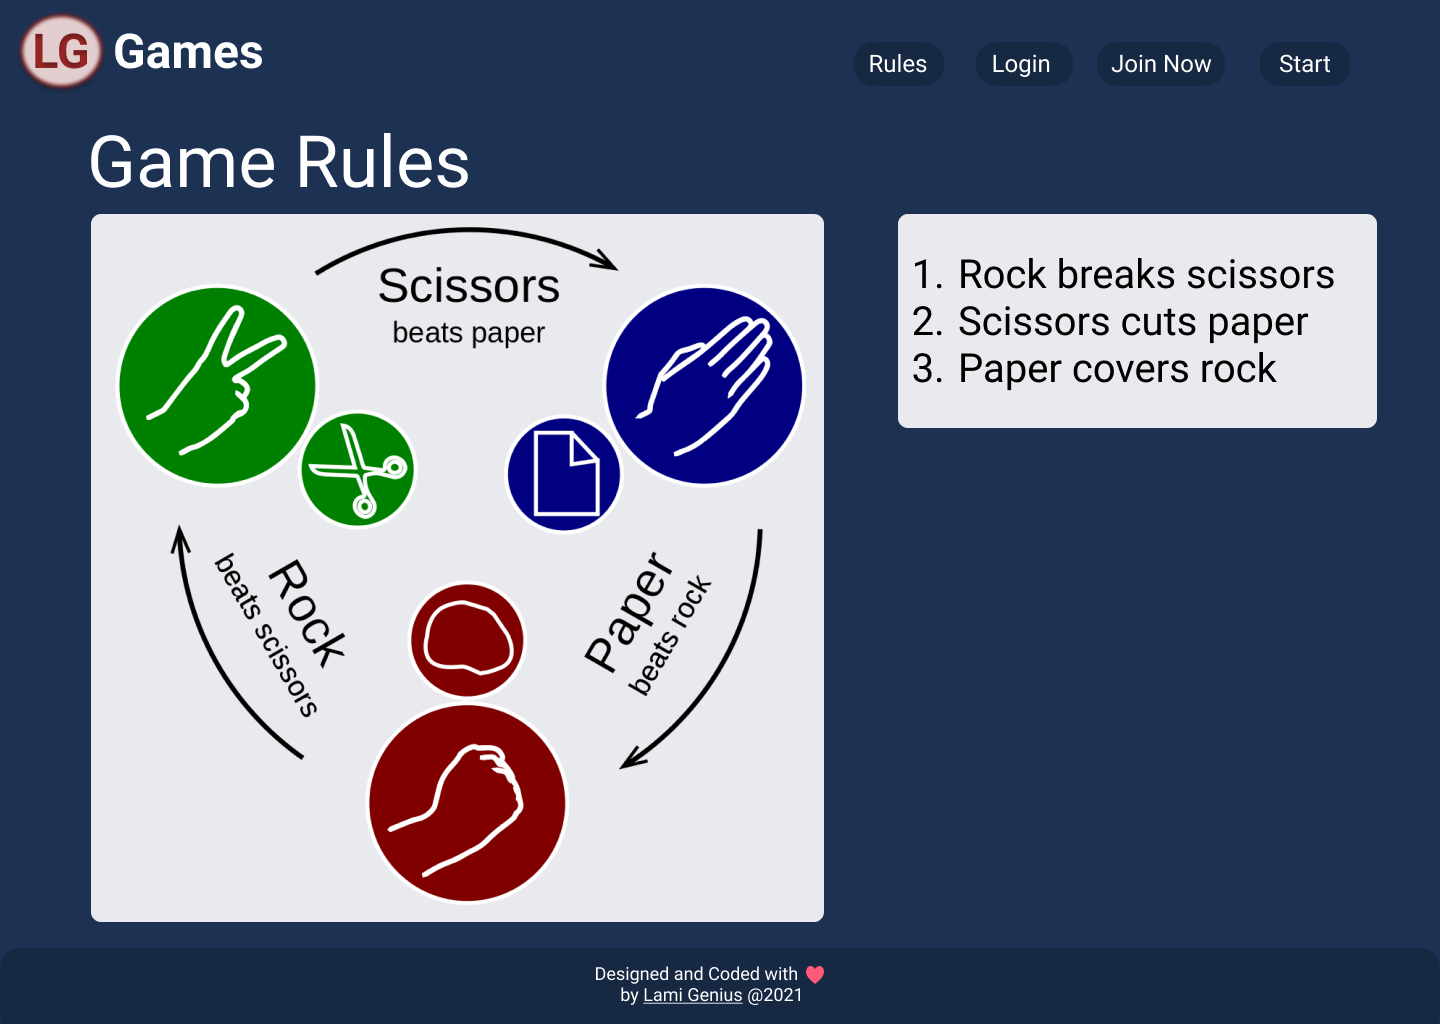 LG Games
Rules Login Join Now Start
Game Rules
Scissors
beats paper
Rock
beats scissors
Paper
beats rock
1. Rock breaks scissors
2. Scissors cuts paper
3. Paper covers rock
Designed and Coded with ♥
by Lami Genius @2021